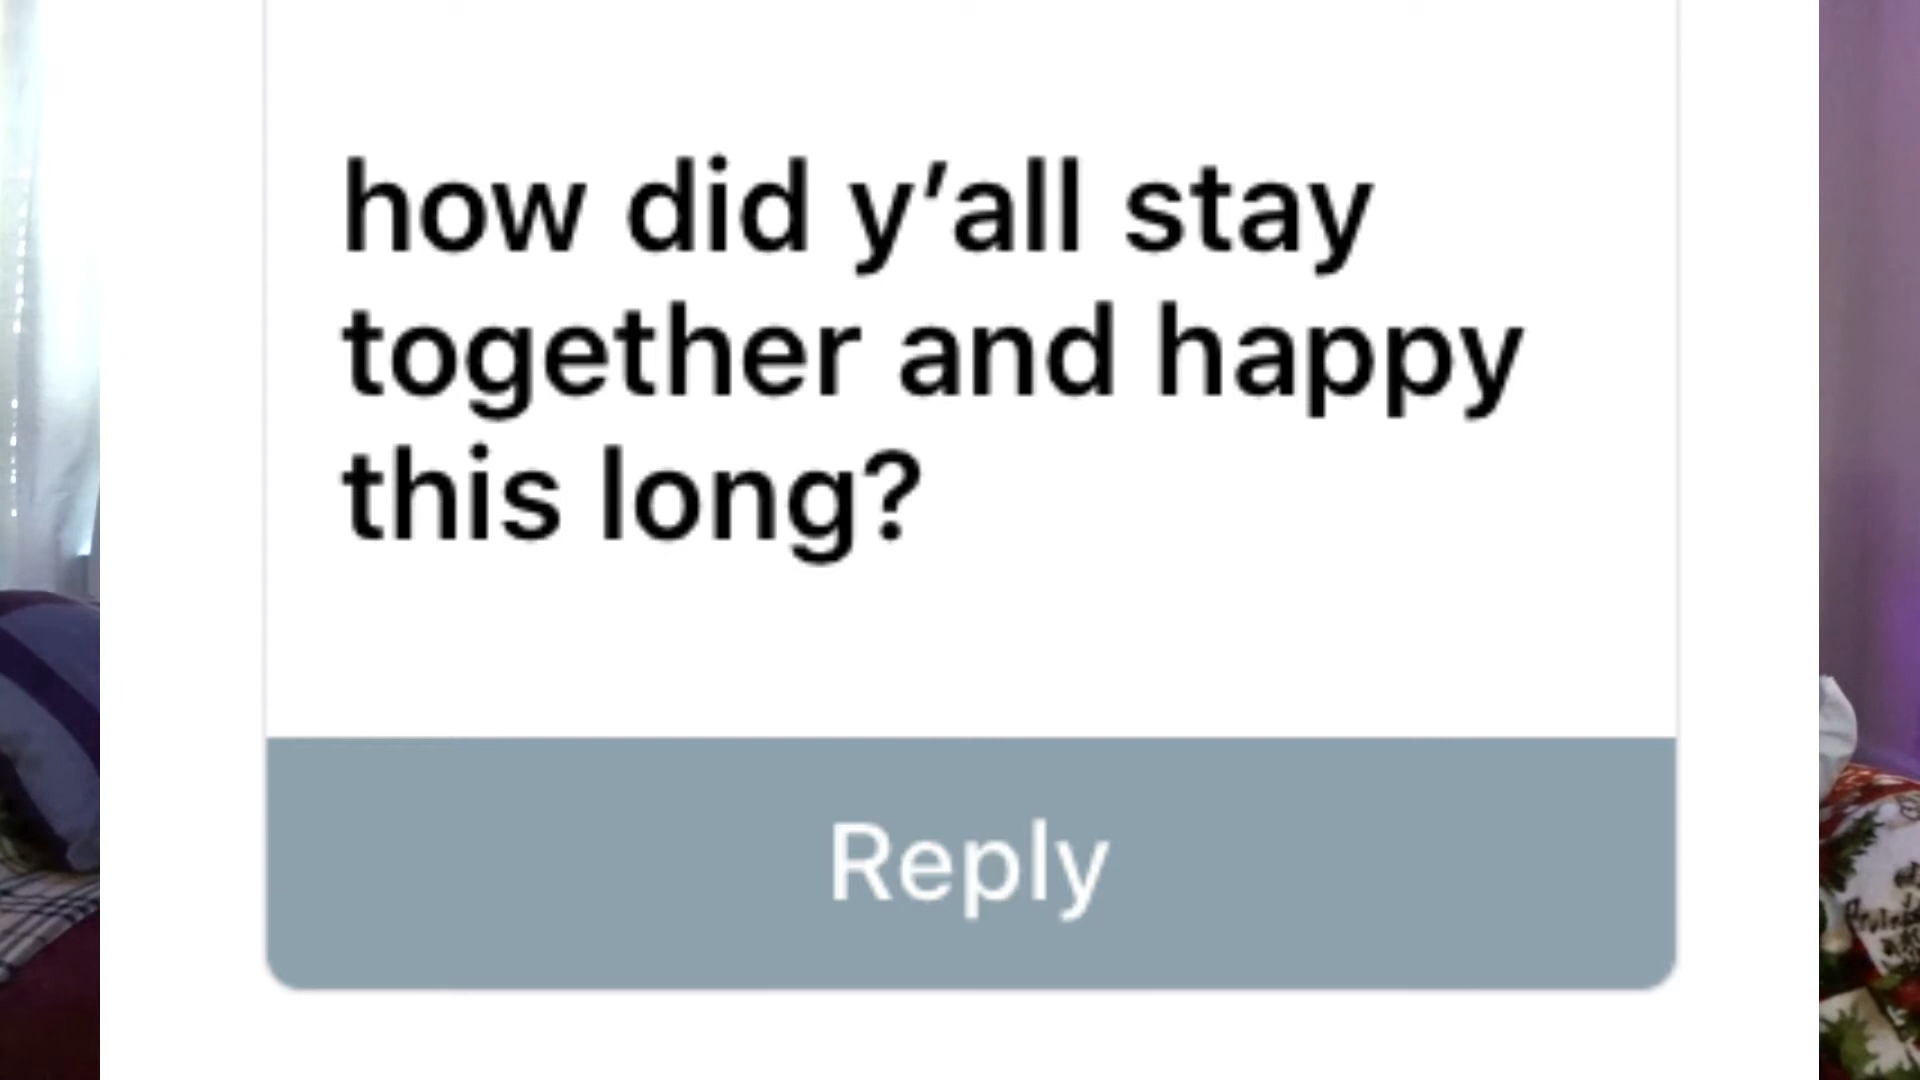 how did y’all stay
together and happy
this long?
Reply